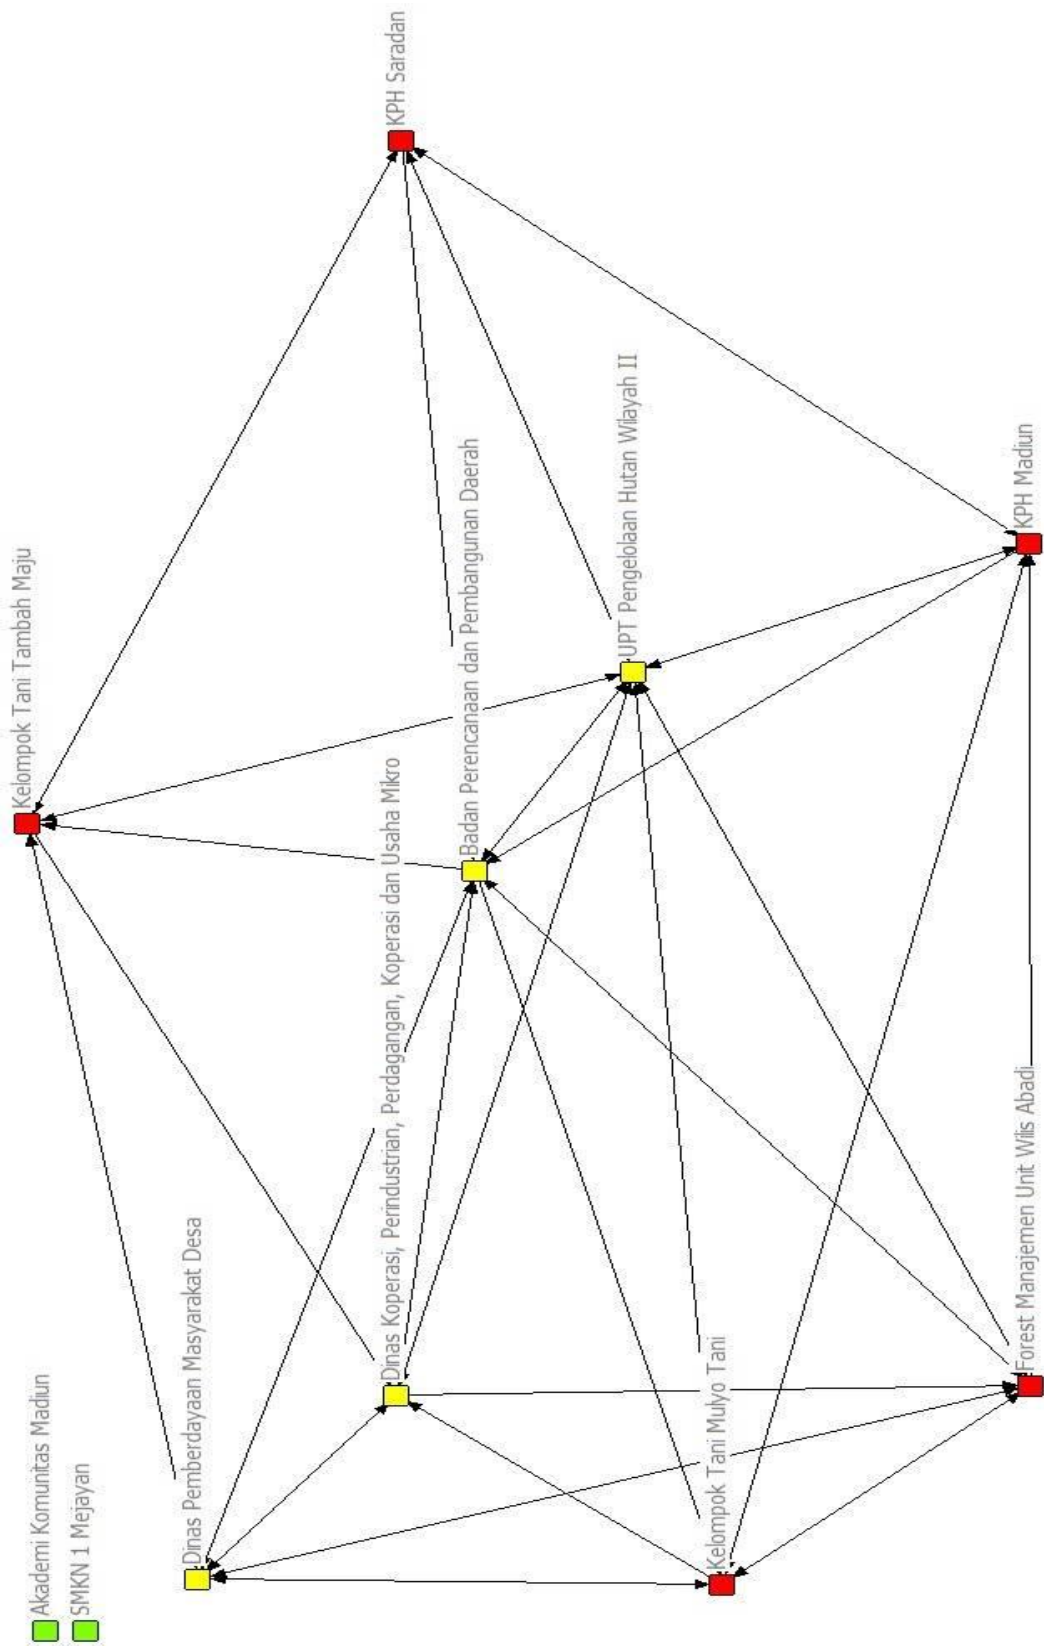 Akademi Komunitas Madiun
SMKN 1 Mejayan
Dinas Pemberdayaan Masyarakat Desa
Kelompok Tani Tambah Maju
Dinas Koperasi, Perindustrian, Perdagangan, Koperasi dan Usaha Mikro
KPH Saradan
Badan Perencanaan dan Pembangunan Daerah
UPT Pengelolaan Hutan Wilayah II
Kelompok Tani Mulyo Tani
Forest Manajemen Unit Wilis Abadi
KPH Madiun